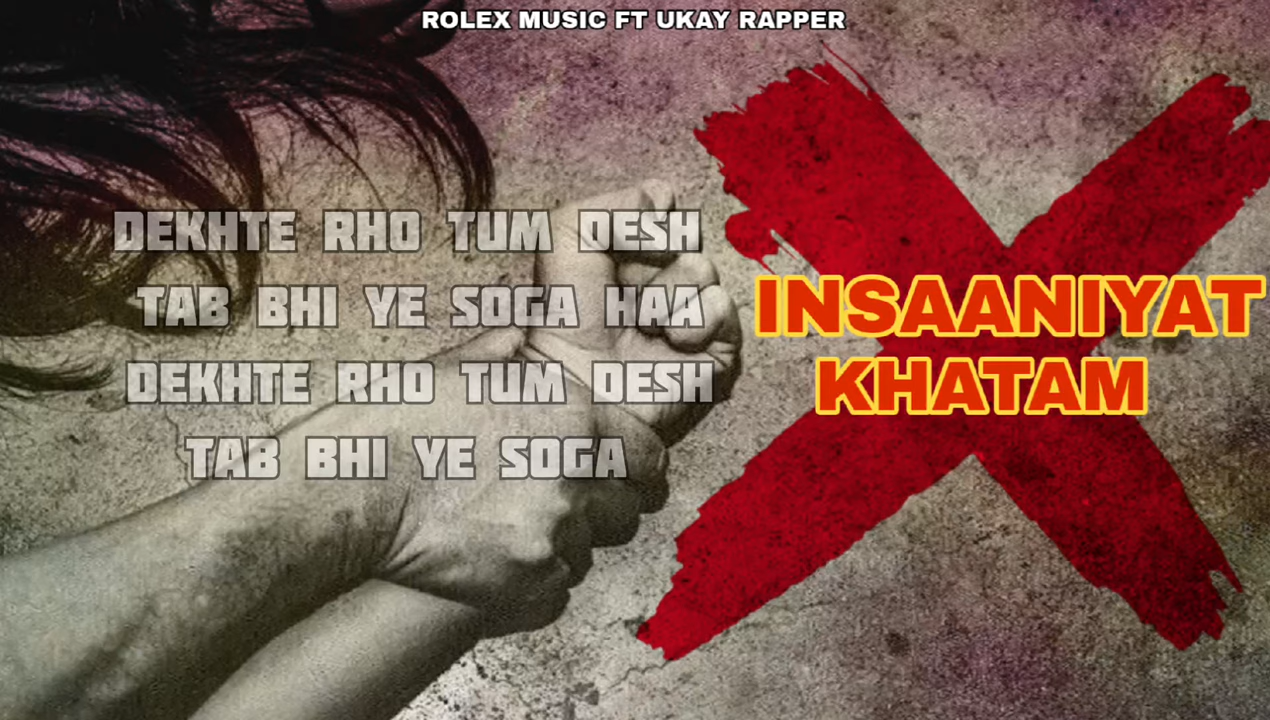 ROLEX MUSIC FT UKAY RAPPER
DEKHTE RHO TUM DESH
TAB BHI YE SOGA HAA
DEKHTE RHO TUM DESH
TAB BHI YE SOGA
INSAANIYAT
KHATAM